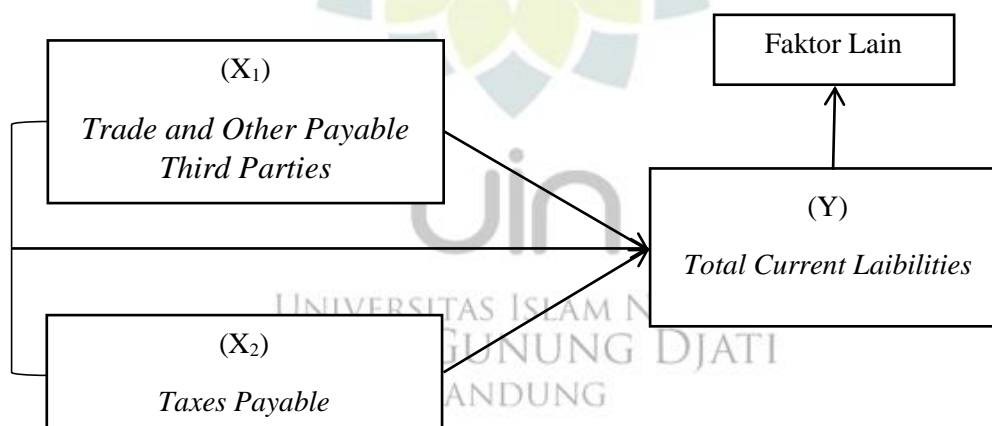 (X₁)
Trade and Other Payable
Third Parties
Faktor Lain
(Y)
Total Current Laibilities
(X₂)
Taxes Payable
uin
UNIVERSITAS ISLAM N
GUNUNG DJATI
ANDUNG